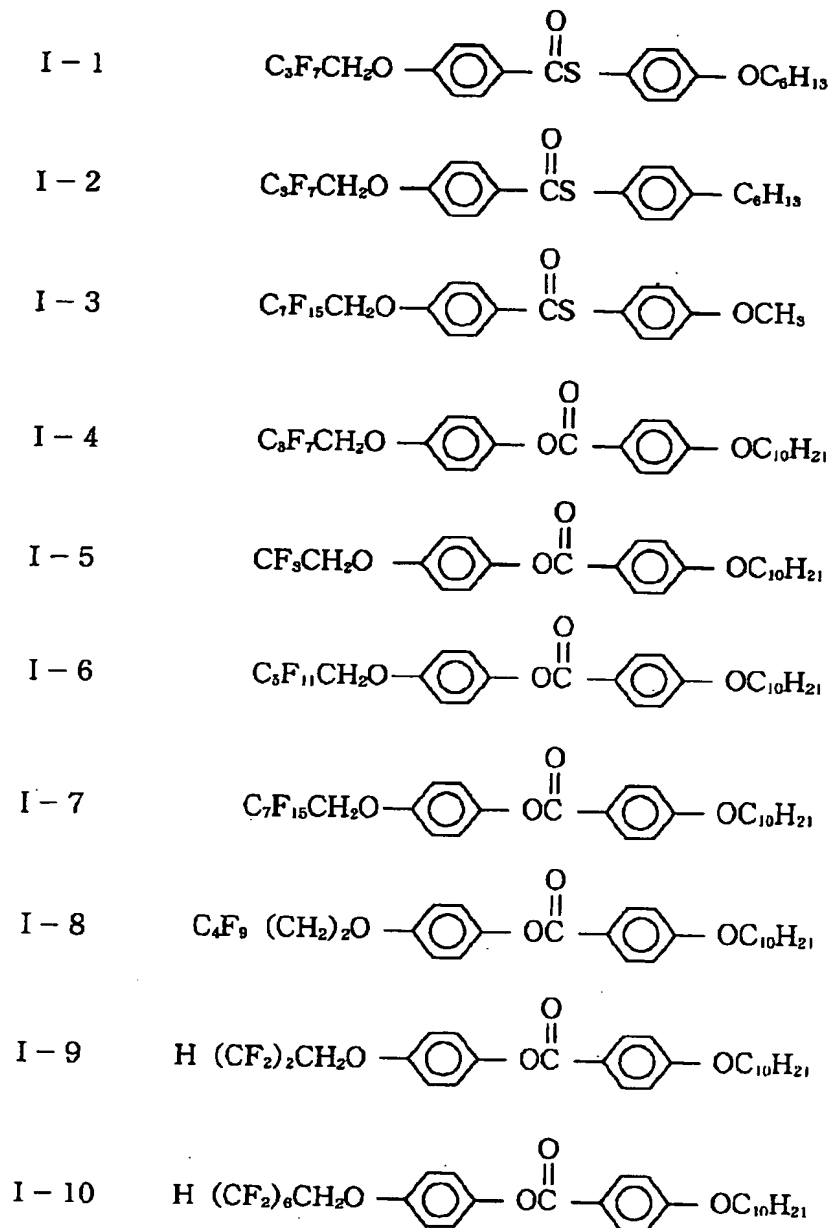 O
I - 1 C₃F₇CH₂O CS OC₆H₁₃
O
I - 2 C₃F₇CH₂O CS C₆H₁₃
O
I - 3 C₇F₁₅CH₂O CS OCH₃
O
I - 4 C₃F₇CH₂O OC OC₁₀H₂₁
O
I - 5 CF₃CH₂O OC OC₁₀H₂₁
O
I - 6 C₅F₁₁CH₂O OC OC₁₀H₂₁
O
I - 7 C₇F₁₅CH₂O OC OC₁₀H₂₁
O
I - 8 C₄F₉ (CH₂)₂O OC OC₁₀H₂₁
O
I - 9 H (CF₂)₂CH₂O OC OC₁₀H₂₁
O
I - 10 H (CF₂)₆CH₂O OC OC₁₀H₂₁